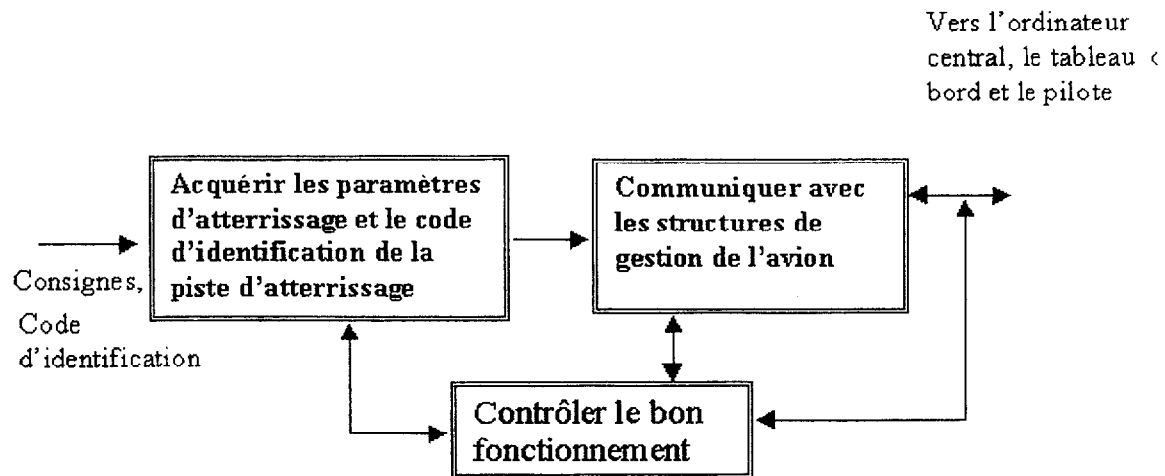 Vers l'ordinateur
central, le tableau
bord et le pilote
Acquérir les paramètres
d'atterrissage et le code
d'identification de la
piste d'atterrissage
Communiquer avec
les structures de
gestion de l'avion
Consignes,
Code
d'identification
Contrôler le bon
fonctionnement